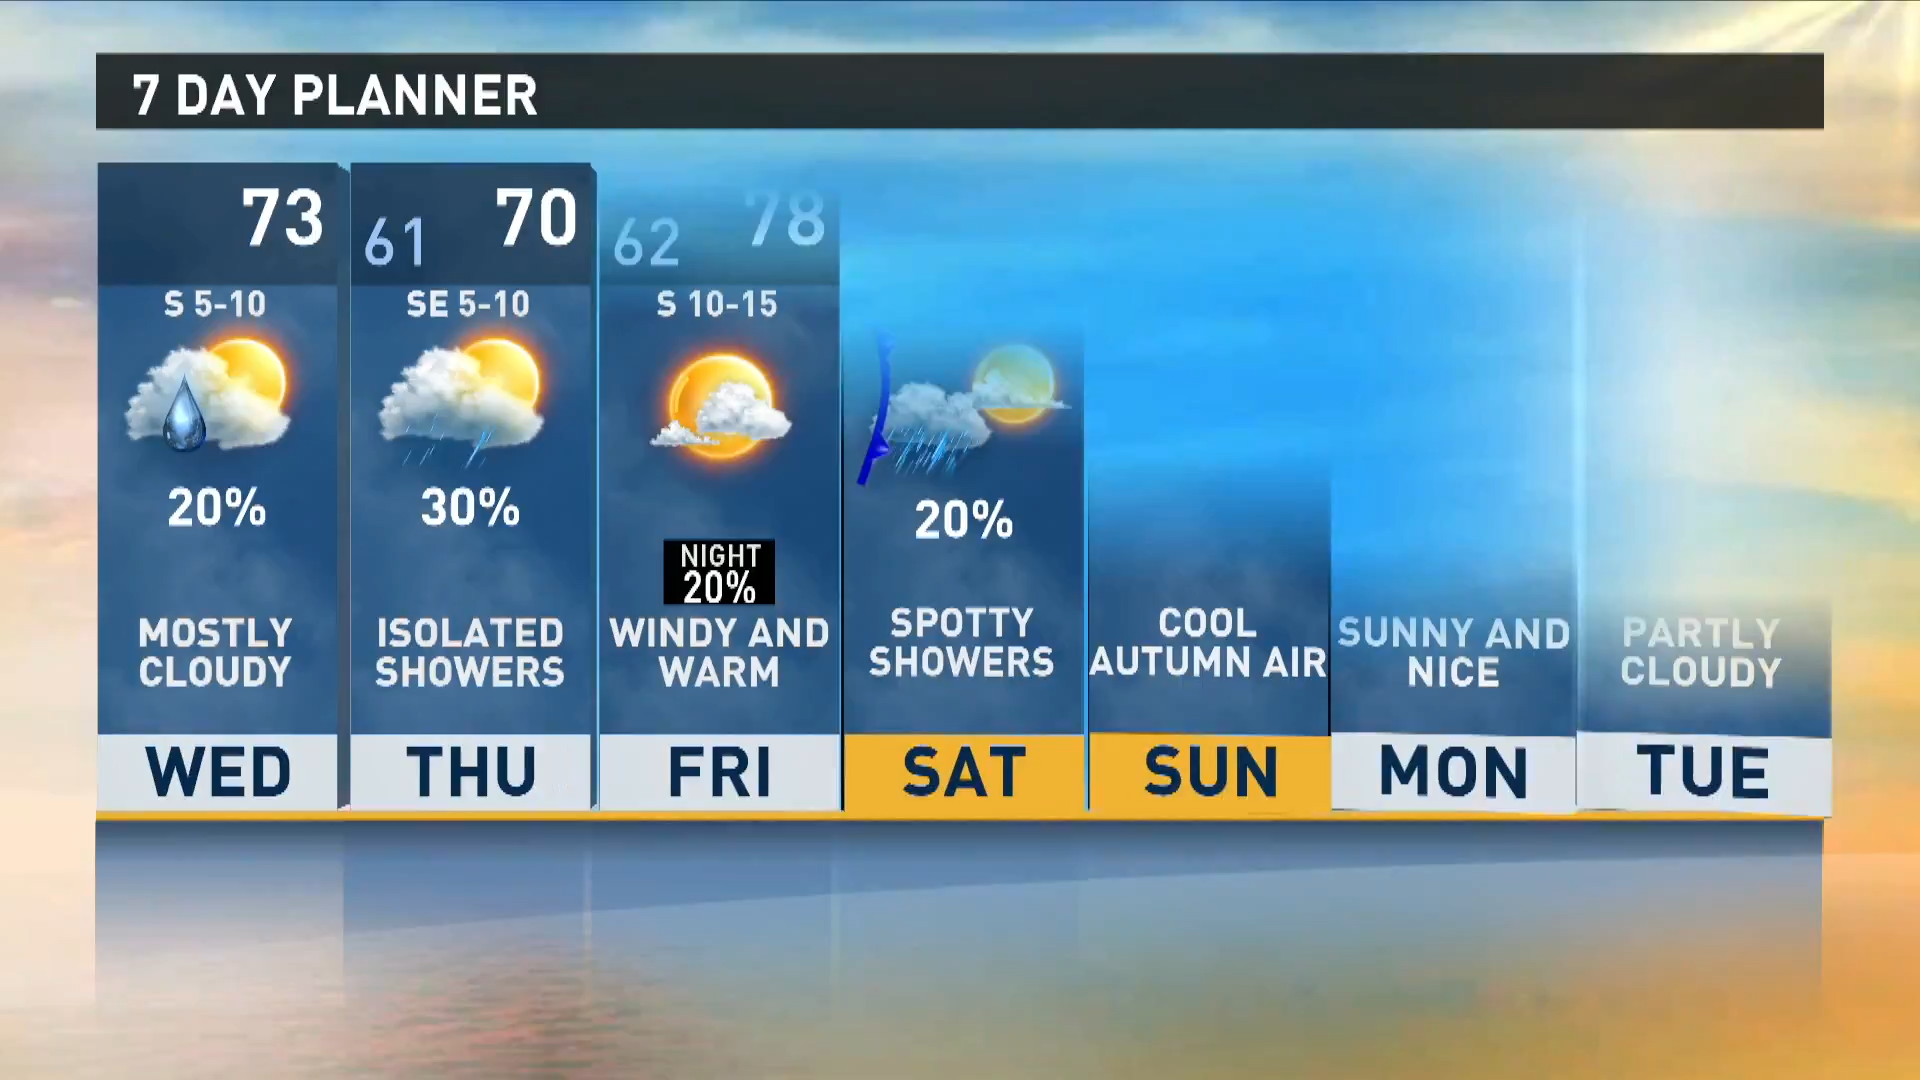 7 DAY PLANNER
73
S 5-10
20%
MOSTLY
CLOUDY
WED
61 70
SE 5-10
30%
ISOLATED
SHOWERS
THU
62 78
S 10-15
NIGHT
20%
WINDY AND
WARM
FRI
20%
SPOTTY
SHOWERS
SAT
COOL
AUTUMN AIR
SUN
SUNNY AND
NICE
MON
PARTLY
CLOUDY
TUE